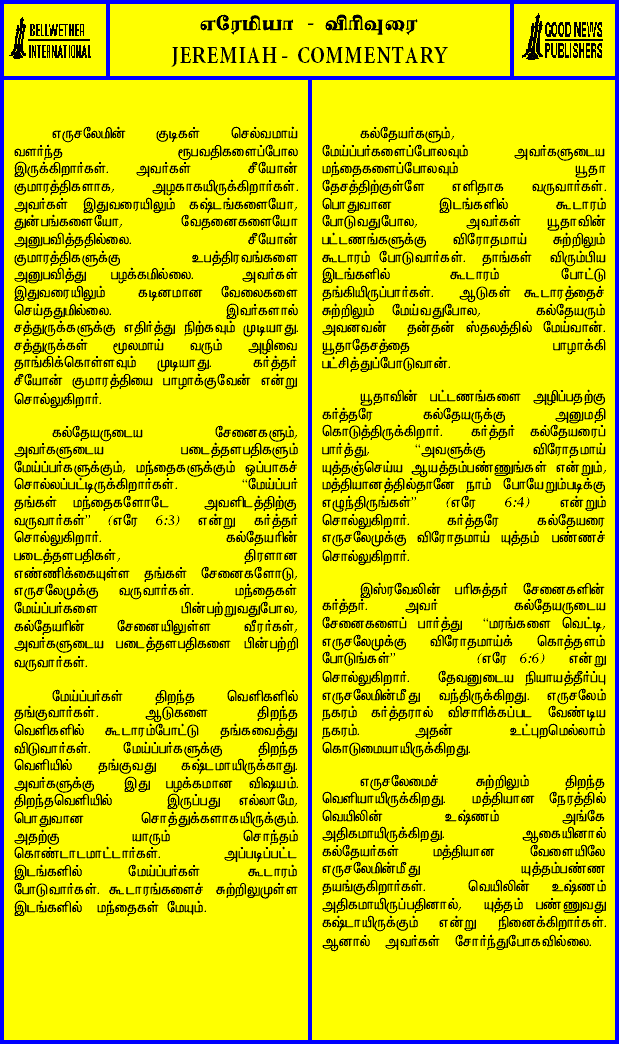 BELLWETHER
INTERNATIONAL
எரேமியா - விரிவுரை
JEREMIAH - COMMENTARY
GOOD NEWS
PUBLISHERS
எருசலேமின் குடிகள் செல்வமாய்
வளர்ந்த ரூபவதிகளைப்போல
இருக்கிறார்கள். அவர்கள் சீயோன்
குமாரத்திகளாக, அழகாகயிருக்கிறார்கள்.
அவர்கள் இதுவரையிலும் கஷ்டங்களையோ,
துன்பங்களையோ, வேதனைகளையோ
அனுபவித்ததில்லை. சீயோன்
குமாரத்திகளுக்கு உபத்திரவங்களை
அனுபவித்து பழக்கமில்லை. அவர்கள்
இதுவரையிலும் கடினமான வேலைகளை
செய்ததுமில்லை. இவர்களால்
சத்துருக்களுக்கு எதிர்த்து நிற்கவும் முடியாது.
சத்துருக்கள் மூலமாய் வரும் அழிவை
தாங்கிக்கொள்ளவும் முடியாது. கர்த்தர்
சீயோன் குமாரத்தியை பாழாக்குவேன் என்று
சொல்லுகிறார்.
கல்தேயருடைய சேனைகளும்,
அவர்களுடைய படைத்தளபதிகளும்
மேய்ப்பர்களுக்கும், மந்தைகளுக்கும் ஒப்பாகச்
சொல்லப்பட்டிருக்கிறார்கள். “மேய்ப்பர்
தங்கள் மந்தைகளோடே அவளிடத்திற்கு
வருவார்கள்” (எரே 6:3) என்று கர்த்தர்
சொல்லுகிறார். கல்தேயரின்
படைத்தளபதிகள், திரளான
எண்ணிக்கையுள்ள தங்கள் சேனைகளோடு,
எருசலேமுக்கு வருவார்கள். மந்தைகள்
மேய்ப்பர்களை பின்பற்றுவதுபோல,
கல்தேயரின் சேனையிலுள்ள வீரர்கள்,
அவர்களுடைய படைத்தளபதிகளை பின்பற்றி
வருவார்கள்.
மேய்ப்பர்கள் திறந்த வெளிகளில்
தங்குவார்கள். ஆடுகளை திறந்த
வெளிகளில் கூடாரம்போட்டு தங்கவைத்து
விடுவார்கள். மேய்ப்பர்களுக்கு திறந்த
வெளியில் தங்குவது கஷ்டமாயிருக்காது.
அவர்களுக்கு இது பழக்கமான விஷயம்.
திறந்தவெளியில் இருப்பது எல்லாமே,
பொதுவான சொத்துக்களாகயிருக்கும்.
அதற்கு யாரும் சொந்தம்
கொண்டாடமாட்டார்கள். அப்படிப்பட்ட
இடங்களில் மேய்ப்பர்கள் கூடாரம்
போடுவார்கள். கூடாரங்களைச் சுற்றிலுமுள்ள
இடங்களில் மந்தைகள் மேயும்.
கல்தேயர்களும்,
மேய்ப்பர்களைப்போலவும் அவர்களுடைய
மந்தைகளைப்போலவும் யூதா
தேசத்திற்குள்ளே எளிதாக வருவார்கள்.
பொதுவான இடங்களில் கூடாரம்
போடுவதுபோல, அவர்கள் யூதாவின்
பட்டணங்களுக்கு விரோதமாய் சுற்றிலும்
கூடாரம் போடுவார்கள். தாங்கள் விரும்பிய
இடங்களில் கூடாரம் போட்டு
தங்கியிருப்பார்கள். ஆடுகள் கூடாரத்தைச்
சுற்றிலும் மேய்வதுபோல, கல்தேயரும்
அவனவன் தன்தன் ஸ்தலத்தில் மேய்வான்.
யூதாதேசத்தை பாழாக்கி
பட்சித்துப்போடுவான்.
யூதாவின் பட்டணங்களை அழிப்பதற்கு
கர்த்தரே கல்தேயருக்கு அனுமதி
கொடுத்திருக்கிறார். கர்த்தர் கல்தேயரைப்
பார்த்து, “அவளுக்கு விரோதமாய்
யுத்தஞ்செய்ய ஆயத்தம்பண்ணுங்கள் என்றும்,
மத்தியானத்தில்தானே நாம் போயேறும்படிக்கு
எழுந்திருங்கள்” (எரே 6:4) என்றும்
சொல்லுகிறார். கர்த்தரே கல்தேயரை
எருசலேமுக்கு விரோதமாய் யுத்தம் பண்ணச்
சொல்லுகிறார்.
இஸ்ரவேலின் பரிசுத்தர் சேனைகளின்
கர்த்தர். அவர் கல்தேயருடைய
சேனைகளைப் பார்த்து “மரங்களை வெட்டி,
எருசலேமுக்கு விரோதமாய்க் கொத்தளம்
போடுங்கள்” (எரே 6:6) என்று
சொல்லுகிறார். தேவனுடைய நியாயத்தீர்ப்பு
எருசலேமின்மீது வந்திருக்கிறது. எருசலேம்
நகரம் கர்த்தரால் விசாரிக்கப்பட வேண்டிய
நகரம். அதன் உட்புறமெல்லாம்
கொடுமையாயிருக்கிறது.
எருசலேமைச் சுற்றிலும் திறந்த
வெளியாயிருக்கிறது. மத்தியான நேரத்தில்
வெயிலின் உஷ்ணம் அங்கே
அதிகமாயிருக்கிறது. ஆகையினால்
கல்தேயர்கள் மத்தியான வேளையிலே
எருசலேமின்மீது யுத்தம்பண்ண
தயங்குகிறார்கள். வெயிலின் உஷ்ணம்
அதிகமாயிருப்பதினால், யுத்தம் பண்ணுவது
கஷ்டாயிருக்கும் என்று நினைக்கிறார்கள்.
ஆனால் அவர்கள் சோர்ந்துபோகவில்லை.